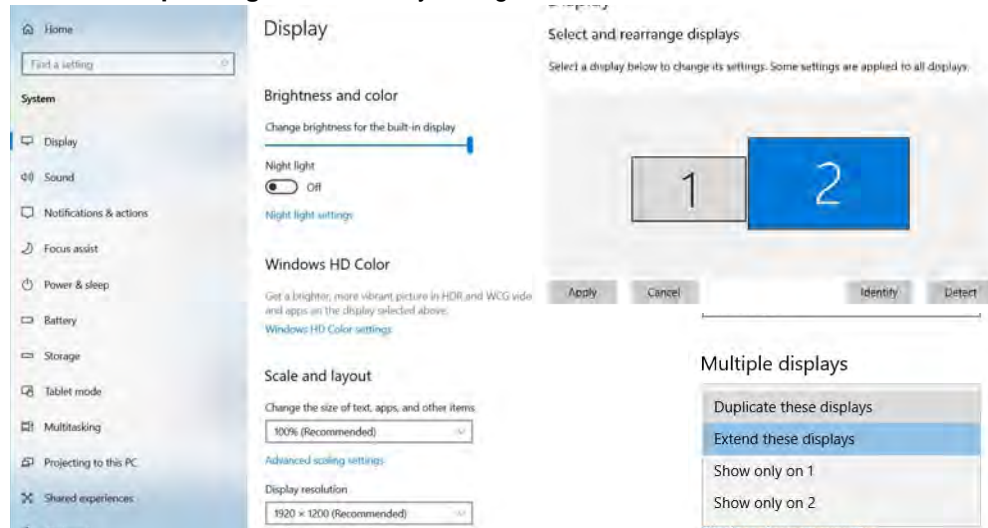 Home
Find a setting
System
Display
Sound
Notifications & actions
Focus assist
Power & sleep
Battery
Storage
Tablet mode
Multitasking
Projecting to this PC
Shared experiences
Display
Brightness and color
Change brightness for the built-in display
Night light
Off
Night light settings
Windows HD Color
Get a brighter, more vibrant picture in HDR and WCG video
and apps on the display selected above.
Windows HD Color settings
Scale and layout
Change the size of text, apps, and other items
100% (Recommended)
Advanced scaling settings
Display resolution
1920 × 1200 (Recommended)
Select and rearrange displays
Select a display below to change its settings. Some settings are applied to all displays.
1
2
Apply
Cancel
Identify
Detect
Multiple displays
Duplicate these displays
Extend these displays
Show only on 1
Show only on 2